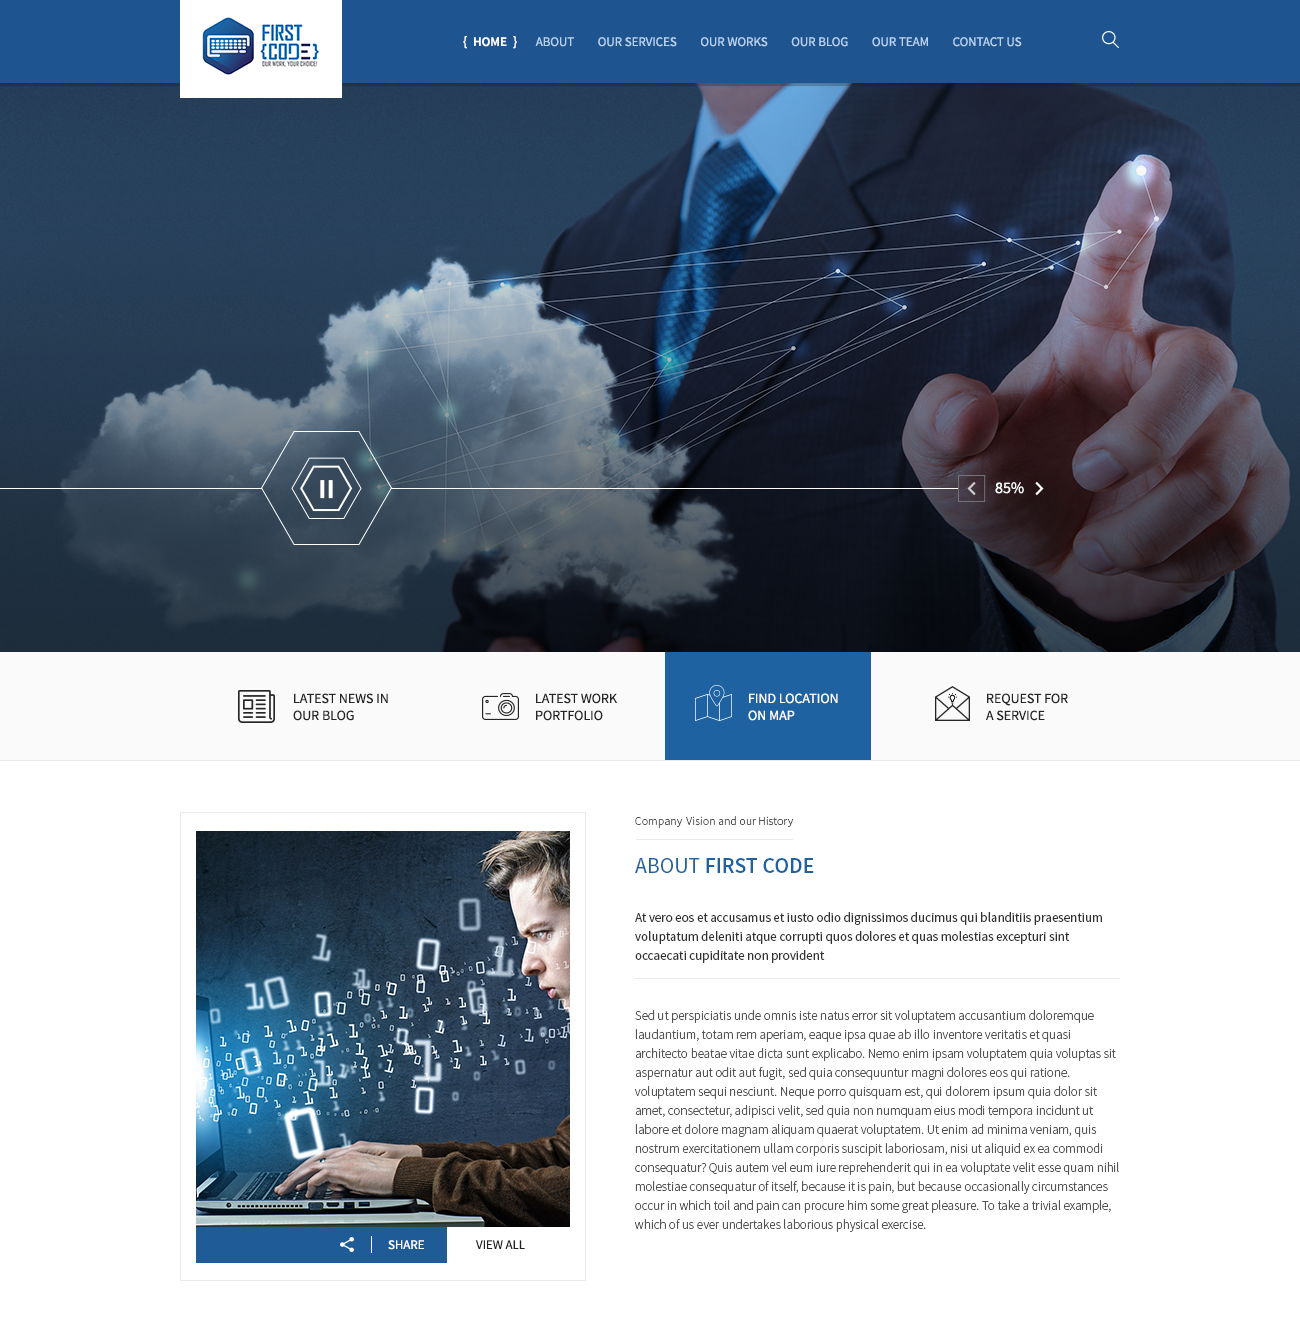 FIRST
{CODE}
OUR WORK, YOUR CHOICE!
{ HOME } ABOUT OUR SERVICES OUR WORKS OUR BLOG OUR TEAM CONTACT US
85%
LATEST NEWS IN
OUR BLOG
LATEST WORK
PORTFOLIO
FIND LOCATION
ON MAP
REQUEST FOR
A SERVICE
SHARE
VIEW ALL
Company Vision and our History
ABOUT FIRST CODE
At vero eos et accusamus et iusto odio dignissimos ducimus qui blanditiis praesentium
voluptatum deleniti atque corrupti quos dolores et quas molestias excepturi sint
occaecati cupiditate non provident
Sed ut perspiciatis unde omnis iste natus error sit voluptatem accusantium doloremque
laudantium, totam rem aperiam, eaque ipsa quae ab illo inventore veritatis et quasi
architecto beatae vitae dicta sunt explicabo. Nemo enim ipsam voluptatem quia voluptas sit
aspernatur aut odit aut fugit, sed quia consequuntur magni dolores eos qui ratione.
voluptatem sequi nesciunt. Neque porro quisquam est, qui dolorem ipsum quia dolor sit
amet, consectetur, adipisci velit, sed quia non numquam eius modi tempora incidunt ut
labore et dolore magnam aliquam quaerat voluptatem. Ut enim ad minima veniam, quis
nostrum exercitationem ullam corporis suscipit laboriosam, nisi ut aliquid ex ea commodi
consequatur? Quis autem vel eum iure reprehenderit qui in ea voluptate velit esse quam nihil
molestiae consequatur of itself, because it is pain, but because occasionally circumstances
occur in which toil and pain can procure him some great pleasure. To take a trivial example,
which of us ever undertakes laborious physical exercise.